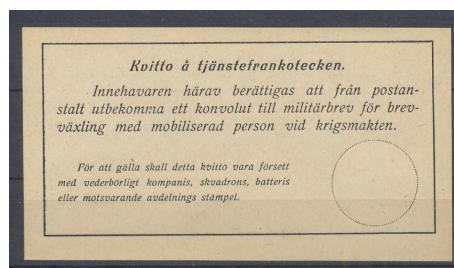 Kvitto å tjänstefrankotecken.
Innehavaren härav berättigas att från postan-
stalt utbekomma ett konvolut till militärbrev för brev-
växling med mobiliserad person vid krigsmakten.
För att gälla skall detta kvitto vara försett
med vederbörligt kompanis, skvadrons, batteris
eller motsvarande avdelnings stämpel.